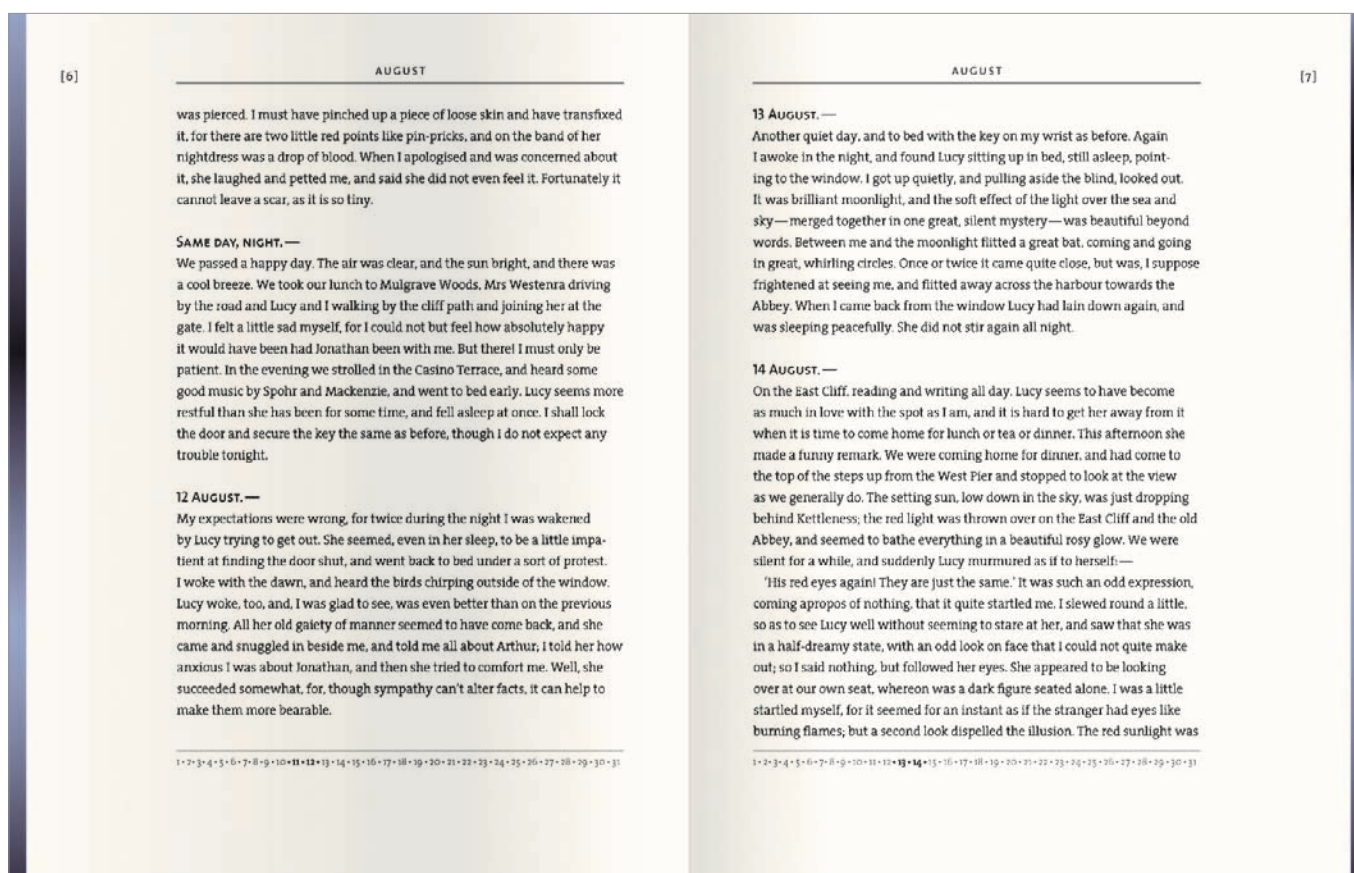 [6]
AUGUST
was pierced. I must have pinched up a piece of loose skin and have transfixed
it, for there are two little red points like pin-pricks, and on the band of her
nightdress was a drop of blood. When I apologised and was concerned about
it, she laughed and petted me, and said she did not even feel it. Fortunately it
cannot leave a scar, as it is so tiny.
SAME DAY, NIGHT.—
We passed a happy day. The air was clear, and the sun bright, and there was
a cool breeze. We took our lunch to Mulgrave Woods, Mrs Westenra driving
by the road and Lucy and I walking by the cliff path and joining her at the
gate. I felt a little sad myself, for I could not but feel how absolutely happy
it would have been had Jonathan been with me. But there! I must only be
patient. In the evening we strolled in the Casino Terrace, and heard some
good music by Spohr and Mackenzie, and went to bed early. Lucy seems more
restful than she has been for some time, and fell asleep at once. I shall lock
the door and secure the key the same as before, though I do not expect any
trouble tonight.
12 AUGUST.—
My expectations were wrong, for twice during the night I was wakened
by Lucy trying to get out. She seemed, even in her sleep, to be a little impa-
tient at finding the door shut, and went back to bed under a sort of protest.
I woke with the dawn, and heard the birds chirping outside of the window.
Lucy woke, too, and, I was glad to see, was even better than on the previous
morning. All her old gaiety of manner seemed to have come back, and she
came and snuggled in beside me, and told me all about Arthur; I told her how
anxious I was about Jonathan, and then she tried to comfort me. Well, she
succeeded somewhat, for, though sympathy can't alter facts, it can help to
make them more bearable.
1•2•3•4•5•6•7•8•9•10•11•12•13•14•15•16•17•18•19•20•21•22•23•24•25•26•27•28•29•30•31
AUGUST
[7]
13 AUGUST.—
Another quiet day, and to bed with the key on my wrist as before. Again
I awoke in the night, and found Lucy sitting up in bed, still asleep, point-
ing to the window. I got up quietly, and pulling aside the blind, looked out.
It was brilliant moonlight, and the soft effect of the light over the sea and
sky—merged together in one great, silent mystery—was beautiful beyond
words. Between me and the moonlight flitted a great bat, coming and going
in great, whirling circles. Once or twice it came quite close, but was, I suppose
frightened at seeing me, and flitted away across the harbour towards the
Abbey. When I came back from the window Lucy had lain down again, and
was sleeping peacefully. She did not stir again all night.
14 AUGUST.—
On the East Cliff, reading and writing all day. Lucy seems to have become
as much in love with the spot as I am, and it is hard to get her away from it
when it is time to come home for lunch or tea or dinner. This afternoon she
made a funny remark. We were coming home for dinner, and had come to
the top of the steps up from the West Pier and stopped to look at the view
as we generally do. The setting sun, low down in the sky, was just dropping
behind Kettleness; the red light was thrown over on the East Cliff and the old
Abbey, and seemed to bathe everything in a beautiful rosy glow. We were
silent for a while, and suddenly Lucy murmured as if to herself:—
'His red eyes again! They are just the same.' It was such an odd expression,
coming apropos of nothing, that it quite startled me. I slewed round a little,
so as to see Lucy well without seeming to stare at her, and saw that she was
in a half-dreamy state, with an odd look on face that I could not quite make
out; so I said nothing, but followed her eyes. She appeared to be looking
over at our own seat, whereon was a dark figure seated alone. I was a little
startled myself, for it seemed for an instant as if the stranger had eyes like
burning flames; but a second look dispelled the illusion. The red sunlight was
1•2•3•4•5•6•7•8•9•10•11•12•13•14•15•16•17•18•19•20•21•22•23•24•25•26•27•28•29•30•31